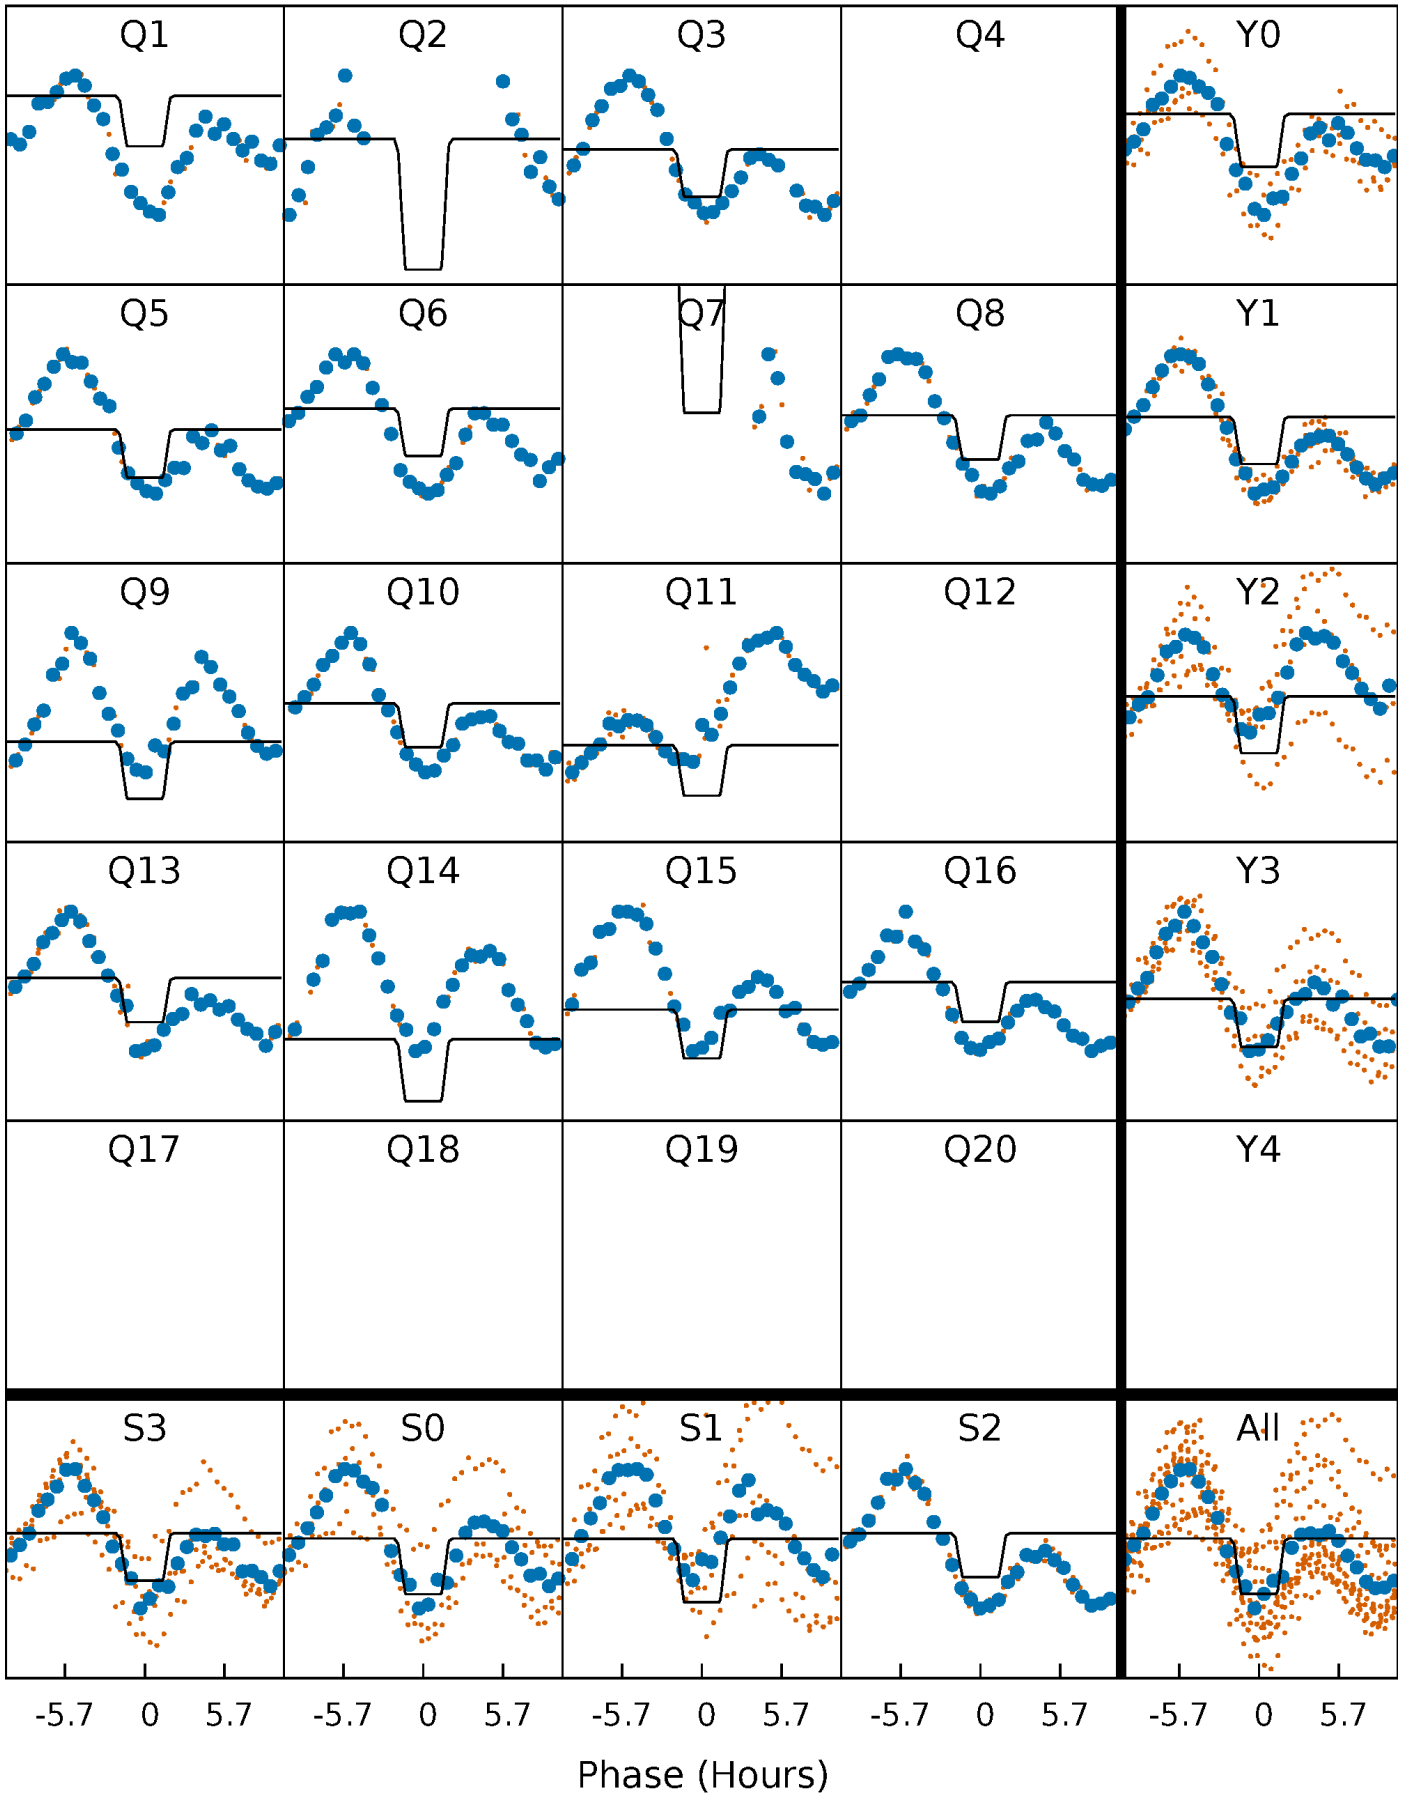 Q1 Q2 Q3 Q4 Y0
Q5 Q6 Q7 Q8 Y1
Q9 Q10 Q11 Q12 Y2
Q13 Q14 Q15 Q16 Y3
Q17 Q18 Q19 Q20 Y4
S3 S0 S1 S2 All
-5.7 0 5.7 -5.7 0 5.7 -5.7 0 5.7 -5.7 0 5.7 -5.7 0 5.7
Phase (Hours)